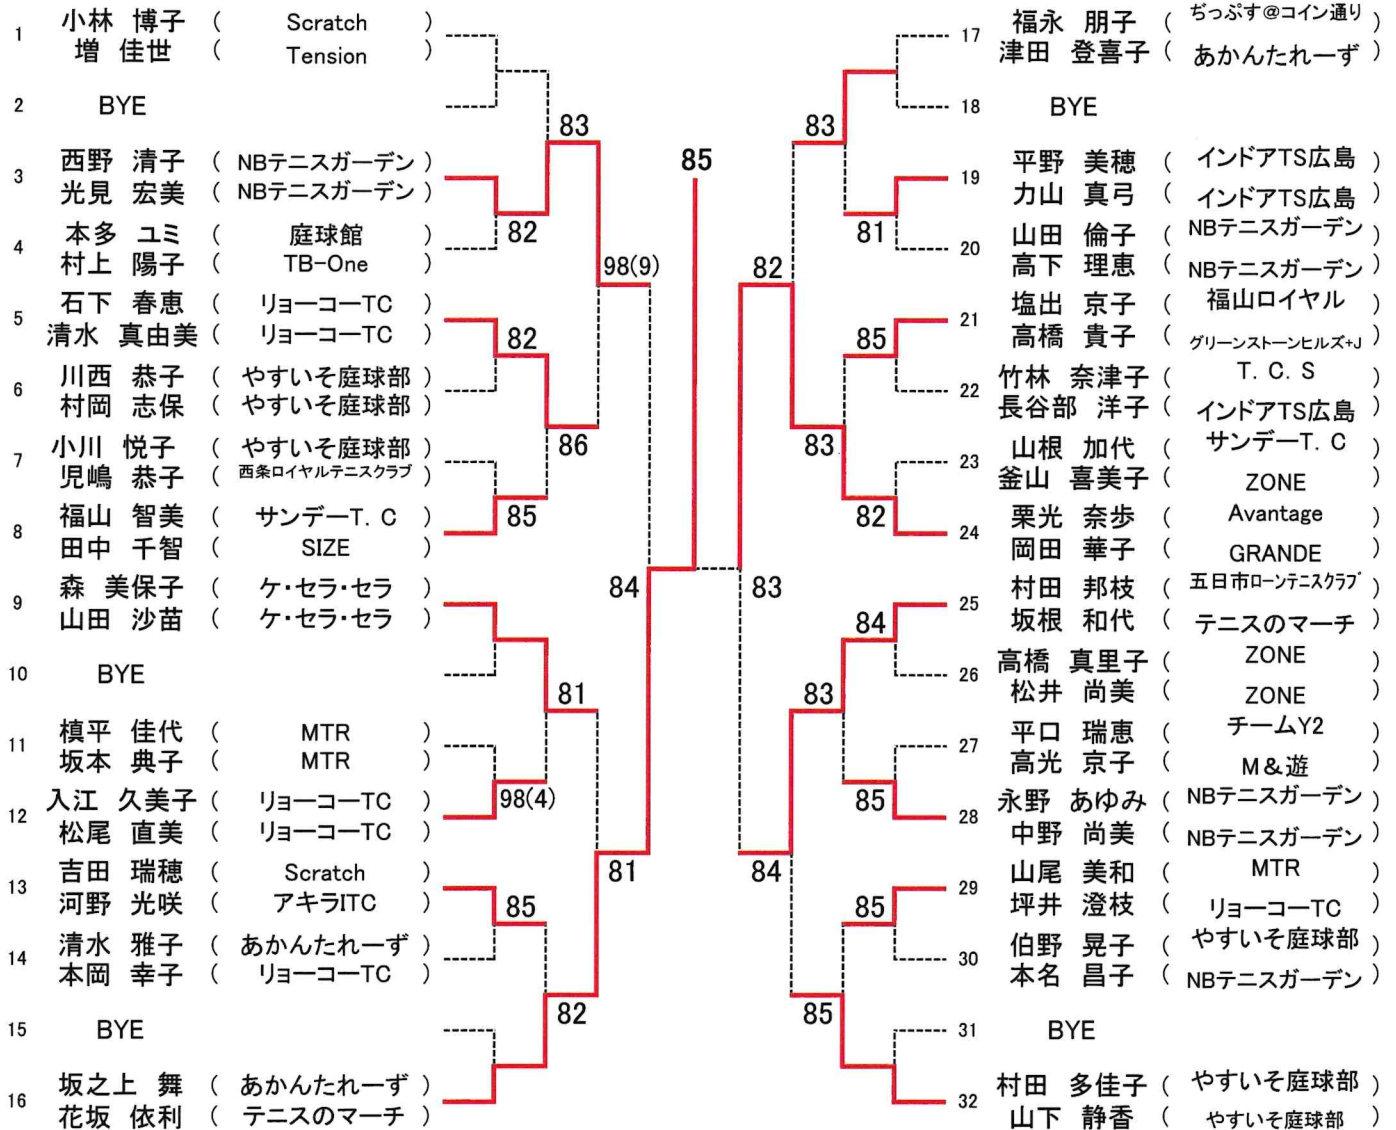 1 小林 博子 ( Scratch )
増 佳世 ( Tension )
2 BYE
3 西野 清子 ( NBテニスガーデン )
光見 宏美 ( NBテニスガーデン )
4 本多 ユミ ( 庭球館 )
村上 陽子 ( TB-One )
5 石下 春恵 ( リョーコーTC )
清水 真由美 ( リョーコーTC )
6 川西 恭子 ( やすいそ庭球部 )
村岡 志保 ( やすいそ庭球部 )
7 小川 悦子 ( やすいそ庭球部 )
児嶋 恭子 ( 西条ロイヤルテニスクラブ )
8 福山 智美 ( サンデーT. C )
田中 千智 ( SIZE )
9 森 美保子 ( ケ・セラ・セラ )
山田 沙苗 ( ケ・セラ・セラ )
10 BYE
11 槙平 佳代 ( MTR )
坂本 典子 ( MTR )
12 入江 久美子 ( リョーコーTC )
松尾 直美 ( リョーコーTC )
13 吉田 瑞穂 ( Scratch )
河野 光咲 ( アキラITC )
14 清水 雅子 ( あかんたれーず )
本岡 幸子 ( リョーコーTC )
15 BYE
16 坂之上 舞 ( あかんたれーず )
花坂 依利 ( テニスのマーチ )
83
82
98(9)
82
86
85
84
81
98(4)
81
85
82
85
83
81
82
85
83
82
83
84
83
85
84
85
85
17 福永 朋子 ( ぢっぷす@コイン通り )
津田 登喜子 ( あかんたれーず )
18 BYE
19 平野 美穂 ( インドアTS広島 )
力山 真弓 ( インドアTS広島 )
20 山田 倫子 ( NBテニスガーデン )
高下 理恵 ( NBテニスガーデン )
21 塩出 京子 ( 福山ロイヤル )
高橋 貴子 ( グリーンストーンヒルズ+J )
22 竹林 奈津子 ( T. C. S )
長谷部 洋子 ( インドアTS広島 )
23 山根 加代 ( サンデーT. C )
釜山 喜美子 ( ZONE )
24 栗光 奈歩 ( Avantage )
岡田 華子 ( GRANDE )
25 村田 邦枝 ( 五日市ローンテニスクラブ )
坂根 和代 ( テニスのマーチ )
26 高橋 真里子 ( ZONE )
松井 尚美 ( ZONE )
27 平口 瑞恵 ( チームY2 )
高光 京子 ( M&遊 )
28 永野 あゆみ ( NBテニスガーデン )
中野 尚美 ( NBテニスガーデン )
29 山尾 美和 ( MTR )
坪井 澄枝 ( リョーコーTC )
30 伯野 晃子 ( やすいそ庭球部 )
本名 昌子 ( NBテニスガーデン )
31 BYE
32 村田 多佳子 ( やすいそ庭球部 )
山下 静香 ( やすいそ庭球部 )